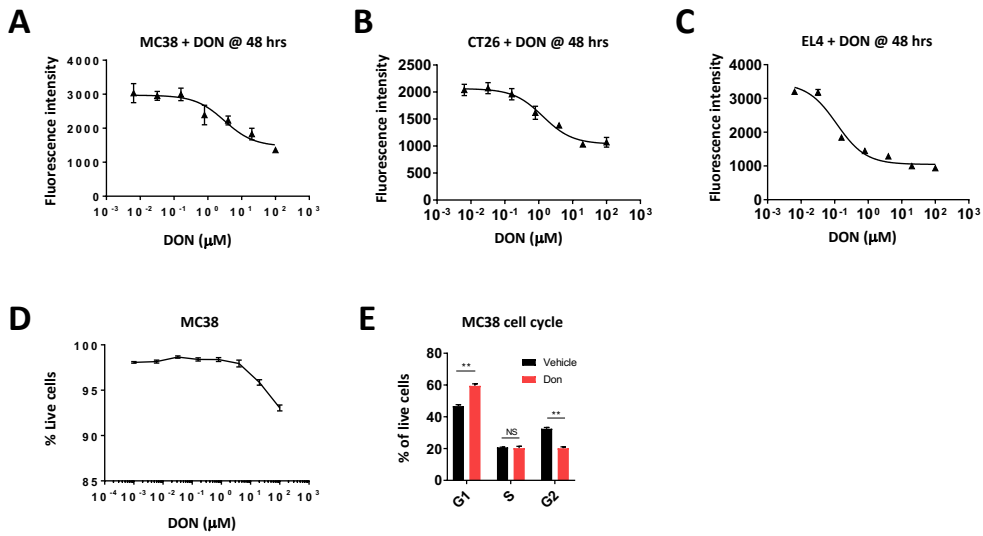 A
MC38 + DON @ 48 hrs
Fluorescence intensity
4000
3000
2000
1000
0
10⁻³ 10⁻² 10⁻¹ 10⁰ 10¹ 10² 10³
DON (μM)
B
CT26 + DON @ 48 hrs
Fluorescence intensity
2500
2000
1500
1000
500
0
10⁻³ 10⁻² 10⁻¹ 10⁰ 10¹ 10² 10³
DON (μM)
C
EL4 + DON @ 48 hrs
Fluorescence intensity
4000
3000
2000
1000
0
10⁻³ 10⁻² 10⁻¹ 10⁰ 10¹ 10² 10³
DON (μM)
D
MC38
% Live cells
100
95
90
85
10⁻⁴ 10⁻³ 10⁻² 10⁻¹ 10⁰ 10¹ 10² 10³
DON (μM)
E
MC38 cell cycle
% of live cells
80
60
40
20
0
**
NS
**
Vehicle
Don
G1 S G2